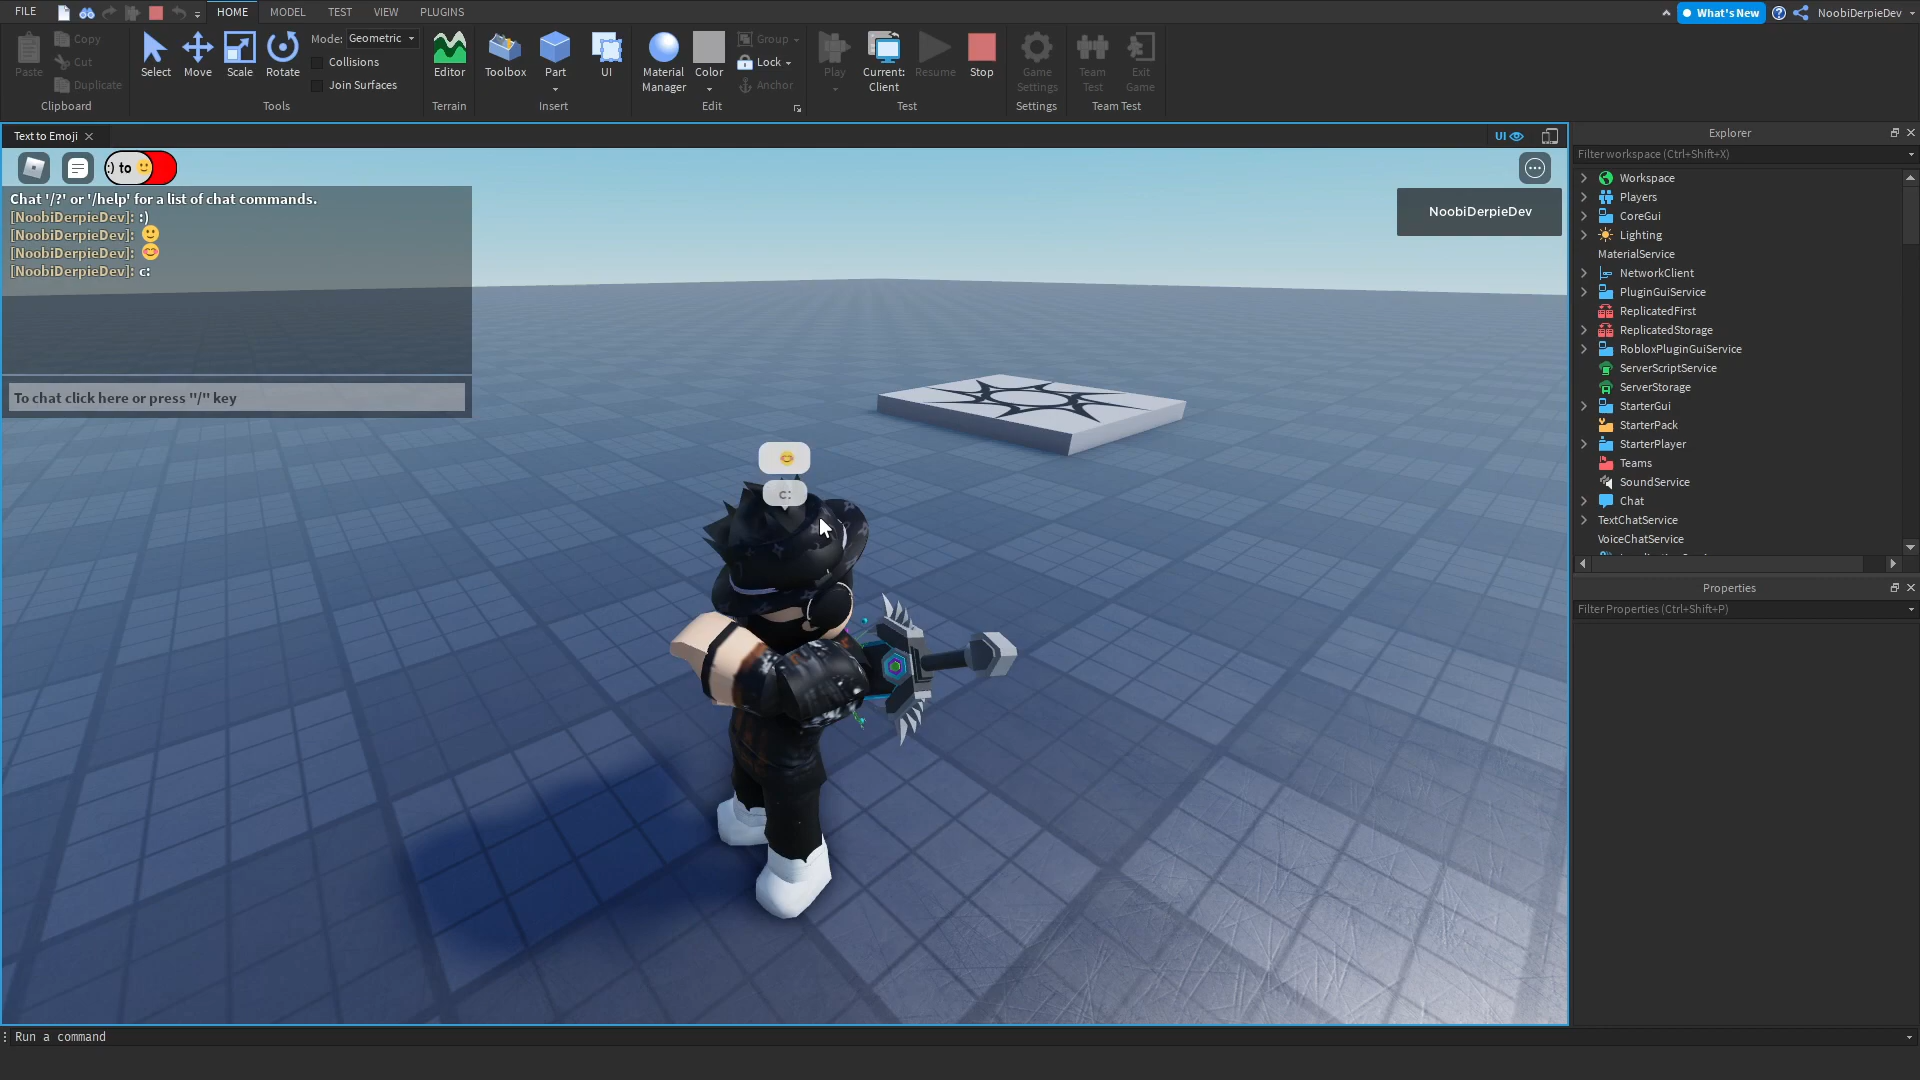 FILE HOME MODEL TEST VIEW PLUGINS What's New NoobiDerpieDev
Paste Copy Cut Duplicate
Clipboard
Select Move Scale Rotate
Mode: Geometric
Collisions
Join Surfaces
Tools
Editor
Terrain
Toolbox Part UI
Insert
Material Manager Color
Group
Lock
Anchor
Edit
Play Current: Client Resume Stop
Test
Game Settings
Settings
Team Test Exit Game
Team Test
Text to Emoji
UI
:) to 🙂
Chat '/?' or '/help' for a list of chat commands.
[NoobiDerpieDev]: :)
[NoobiDerpieDev]: 🙂
[NoobiDerpieDev]: 😊
[NoobiDerpieDev]: c:
To chat click here or press "/" key
NoobiDerpieDev
😊
c:
Explorer
Filter workspace (Ctrl+Shift+X)
Workspace
Players
CoreGui
Lighting
MaterialService
NetworkClient
PluginGuiService
ReplicatedFirst
ReplicatedStorage
RobloxPluginGuiService
ServerScriptService
ServerStorage
StarterGui
StarterPack
StarterPlayer
Teams
SoundService
Chat
TextChatService
VoiceChatService
Properties
Filter Properties (Ctrl+Shift+P)
Run a command